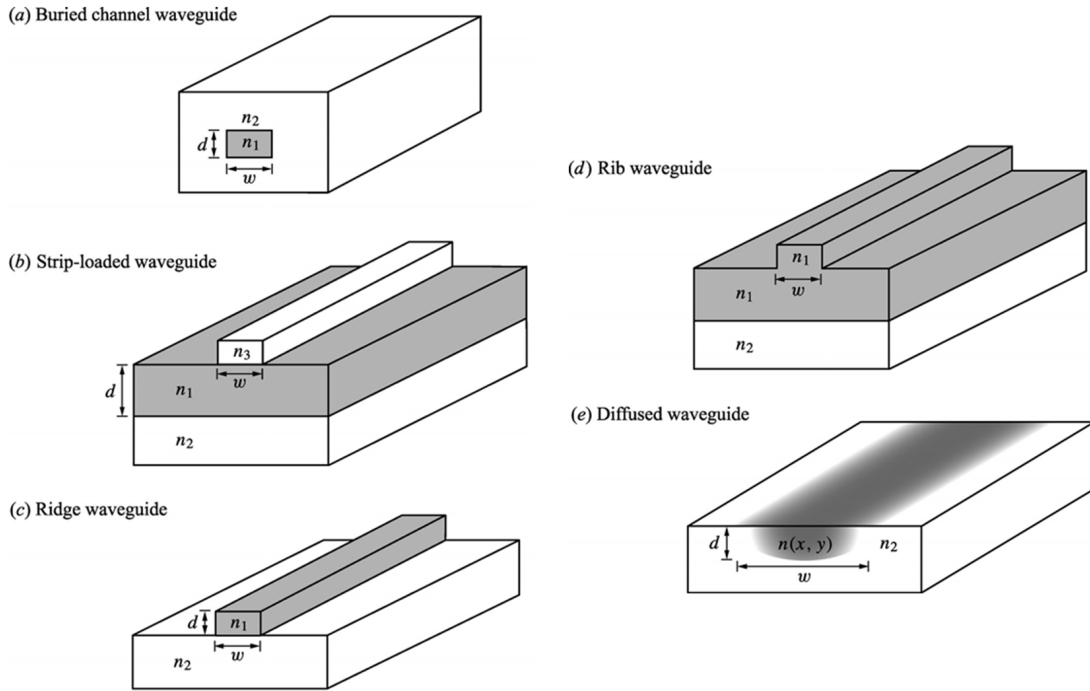 (a) Buried channel waveguide
n₂
d
n₁
w
(b) Strip-loaded waveguide
n₃
w
d
n₁
n₂
(c) Ridge waveguide
d
n₁
w
n₂
(d) Rib waveguide
n₁
w
n₁
n₂
(e) Diffused waveguide
d
n(x, y)
n₂
w